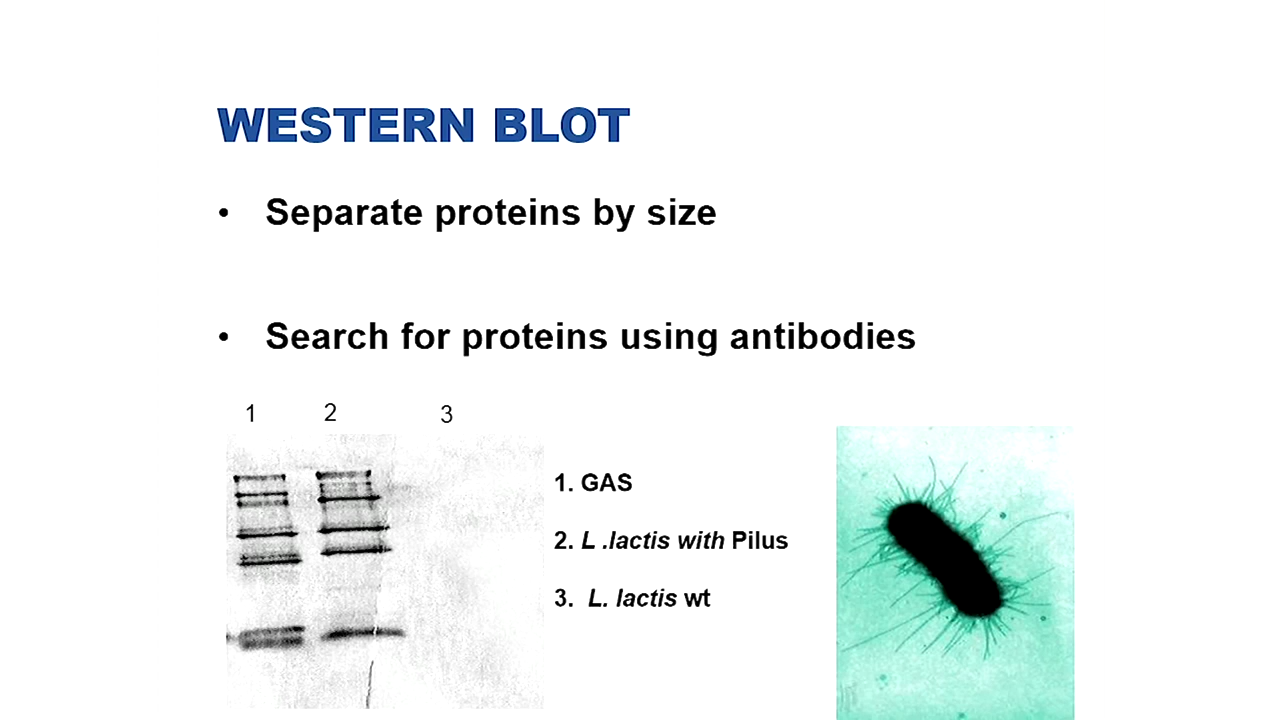 WESTERN BLOT
• Separate proteins by size
• Search for proteins using antibodies
1 2 3
1. GAS
2. L .lactis with Pilus
3. L. lactis wt